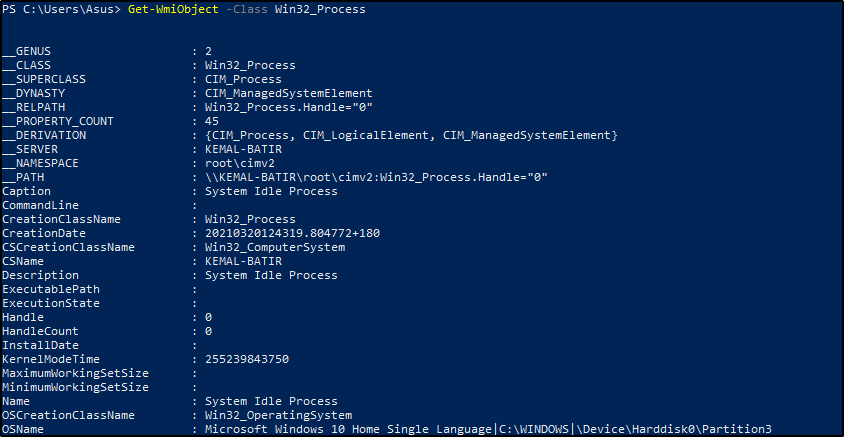 PS C:\Users\Asus> Get-WmiObject -Class Win32_Process
__GENUS : 2
__CLASS : Win32_Process
__SUPERCLASS : CIM_Process
__DYNASTY : CIM_ManagedSystemElement
__RELPATH : Win32_Process.Handle="0"
__PROPERTY_COUNT : 45
__DERIVATION : {CIM_Process, CIM_LogicalElement, CIM_ManagedSystemElement}
__SERVER : KEMAL-BATIR
__NAMESPACE : root\cimv2
__PATH : \\KEMAL-BATIR\root\cimv2:Win32_Process.Handle="0"
Caption : System Idle Process
CommandLine :
CreationClassName : Win32_Process
CreationDate : 20210320124319.804772+180
CSCreationClassName : Win32_ComputerSystem
CSName : KEMAL-BATIR
Description : System Idle Process
ExecutablePath :
ExecutionState :
Handle : 0
HandleCount : 0
InstallDate :
KernelModeTime : 255239843750
MaximumWorkingSetSize :
MinimumWorkingSetSize :
Name : System Idle Process
OSCreationClassName : Win32_OperatingSystem
OSName : Microsoft Windows 10 Home Single Language|C:\WINDOWS|\Device\Harddisk0\Partition3